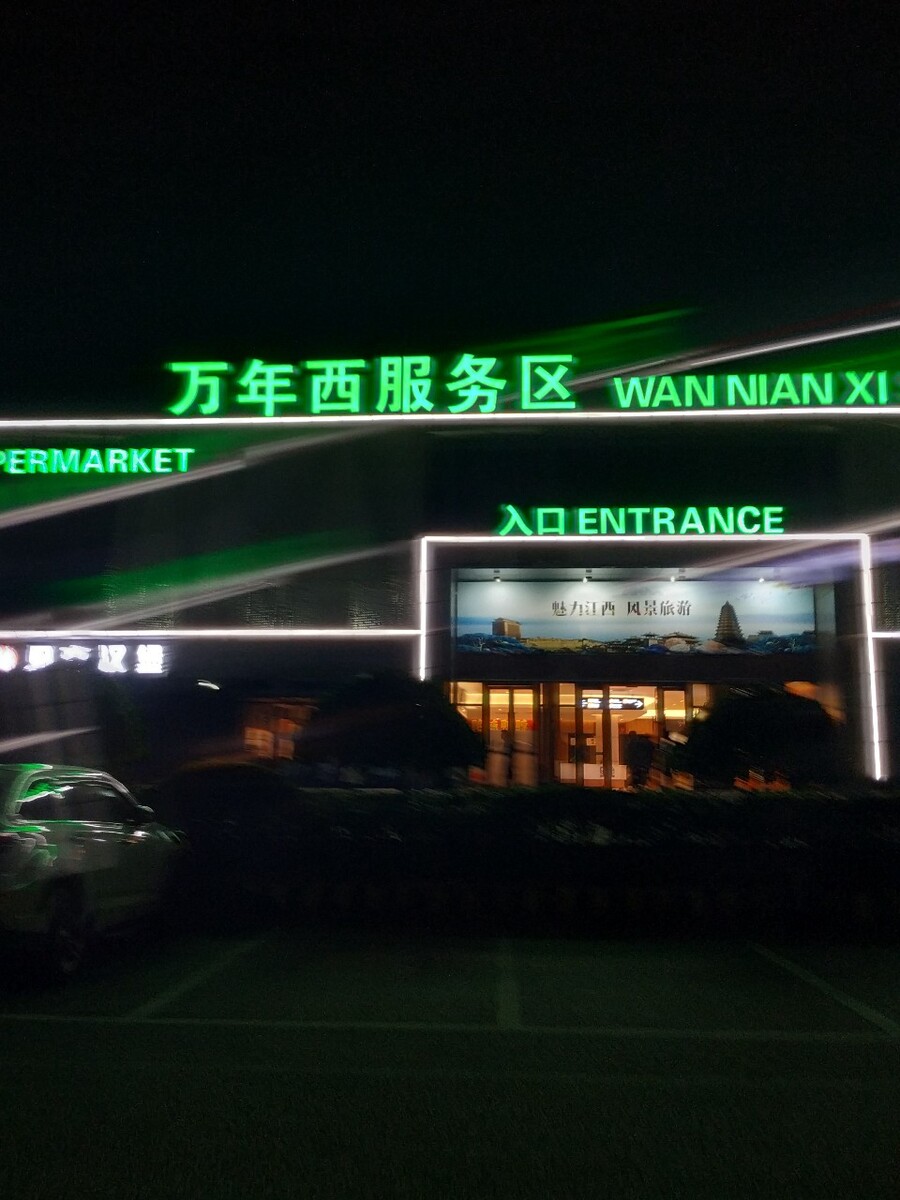 万年西服务区 WAN NIAN XI
PERMARKET
入口 ENTRANCE
魅力江西 风景旅游